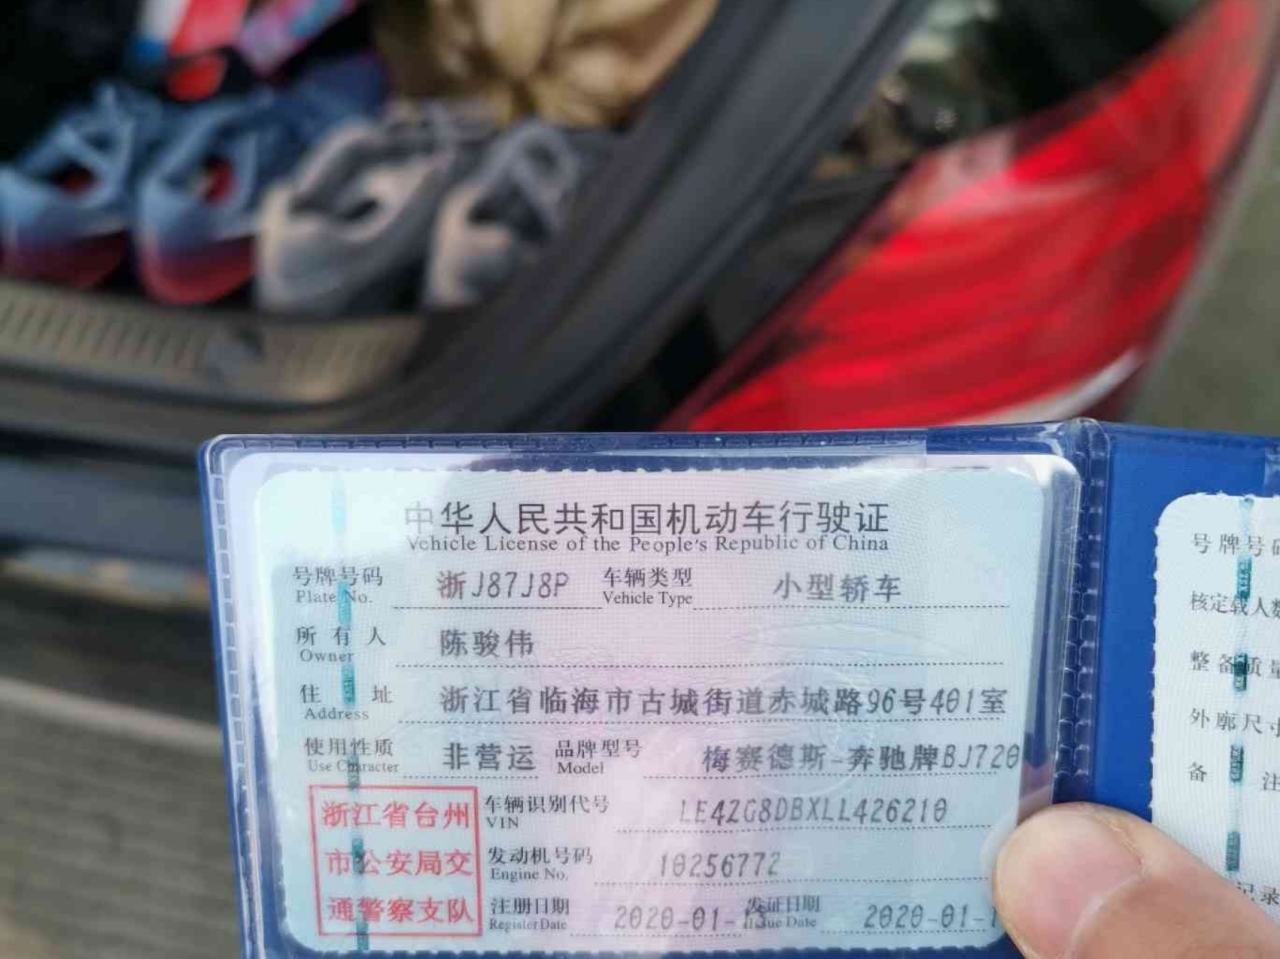 中华人民共和国机动车行驶证
Vehicle License of the People's Republic of China
号牌号码 浙J87J8P 车辆类型 小型轿车
Plate No. Vehicle Type
所有人 陈骏伟
Owner
住址 浙江省临海市古城街道赤城路96号401室
Address
使用性质 非营运 品牌型号 梅赛德斯-奔驰牌BJ720
Use Character Model
浙江省台州
市公安局交
通警察支队
车辆识别代号 LE4ZG8DBXLL426210
VIN
发动机号码 10256772
Engine No.
注册日期 2020-01-13 发证日期 2020-01-1
Register Date Issue Date
号牌号码
核定载人数
整备质量
外廓尺寸
备注
记录